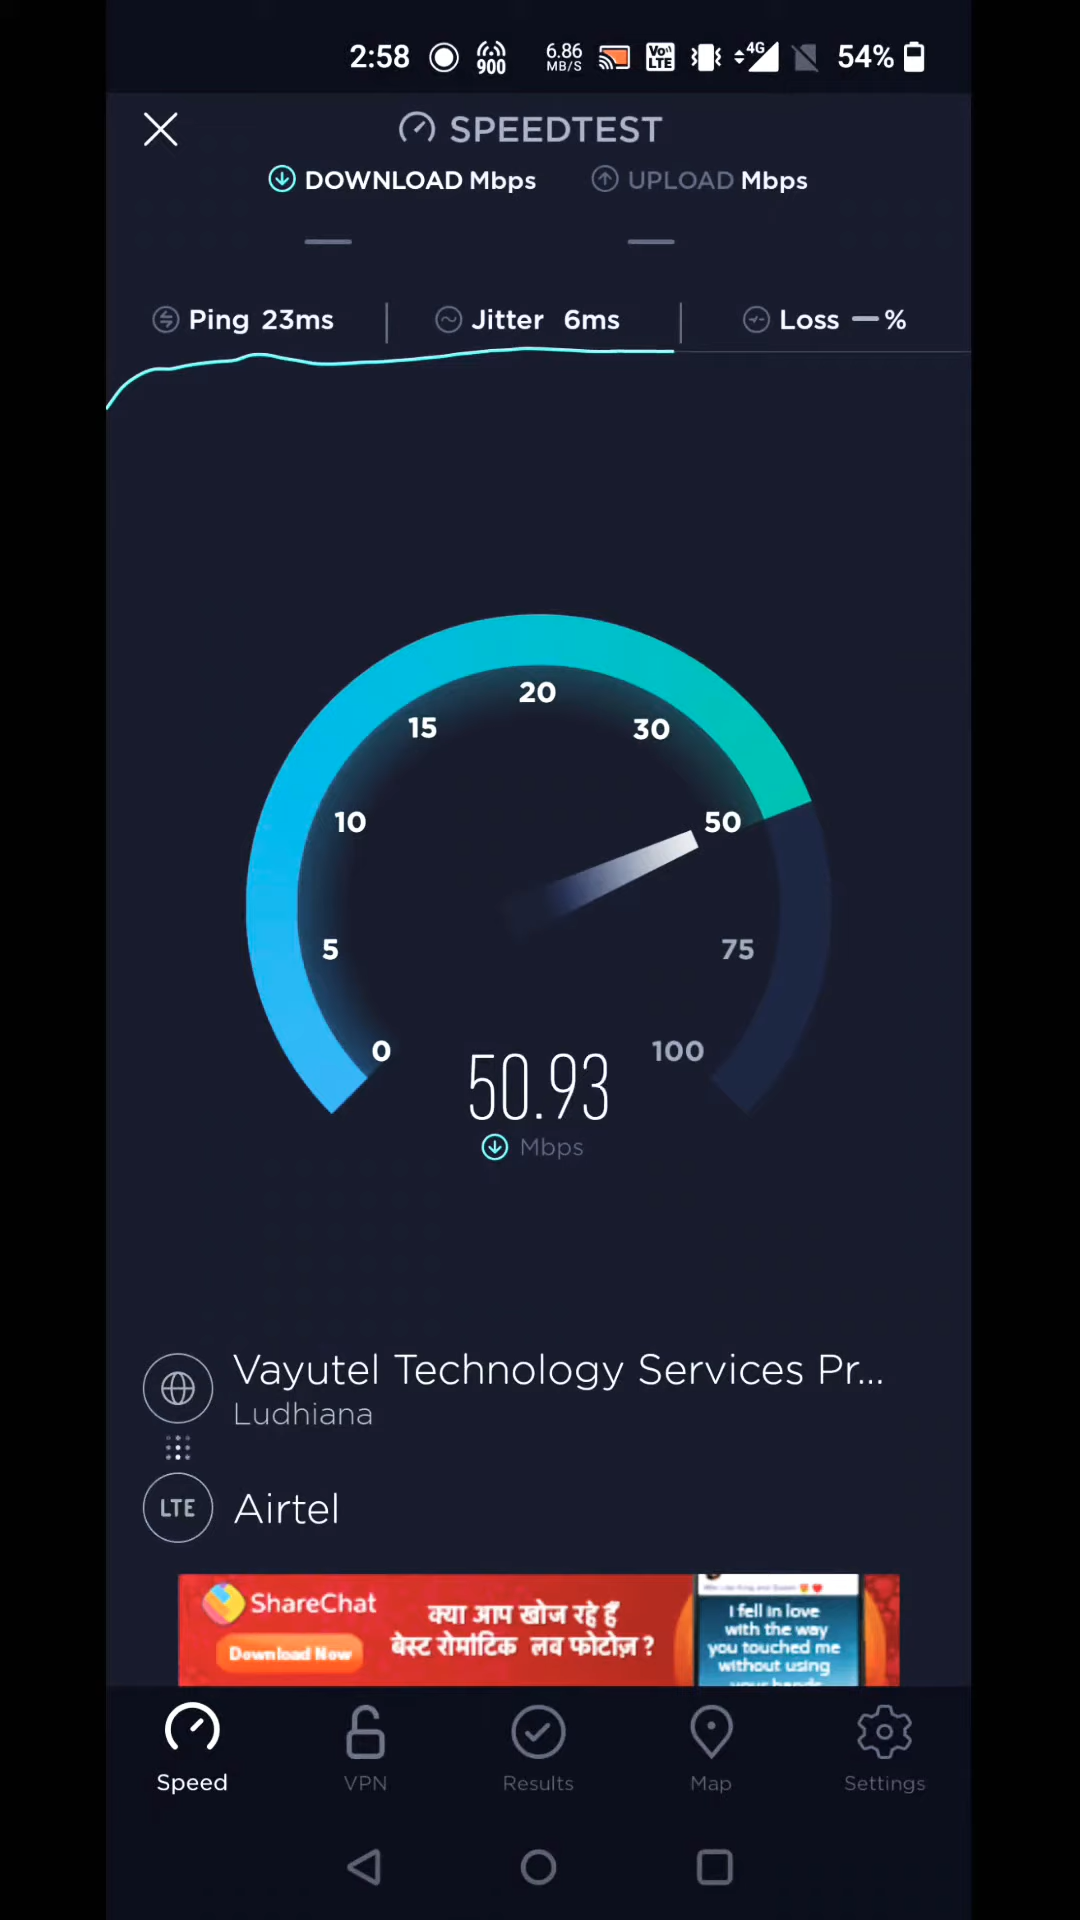 2:58 900 6.86 MB/S Vo LTE 4G 54%
SPEEDTEST
DOWNLOAD Mbps UPLOAD Mbps
Ping 23ms Jitter 6ms Loss — %
20
15 30
10 50
5 75
0 100
50.93
Mbps
Vayutel Technology Services Pr...
Ludhiana
LTE Airtel
ShareChat
Download Now
क्या आप खोज रहे हैं
बेस्ट रोमांटिक लव फोटोज़ ?
I fell in love
with the way
you touched me
without using
your hands
Speed VPN Results Map Settings